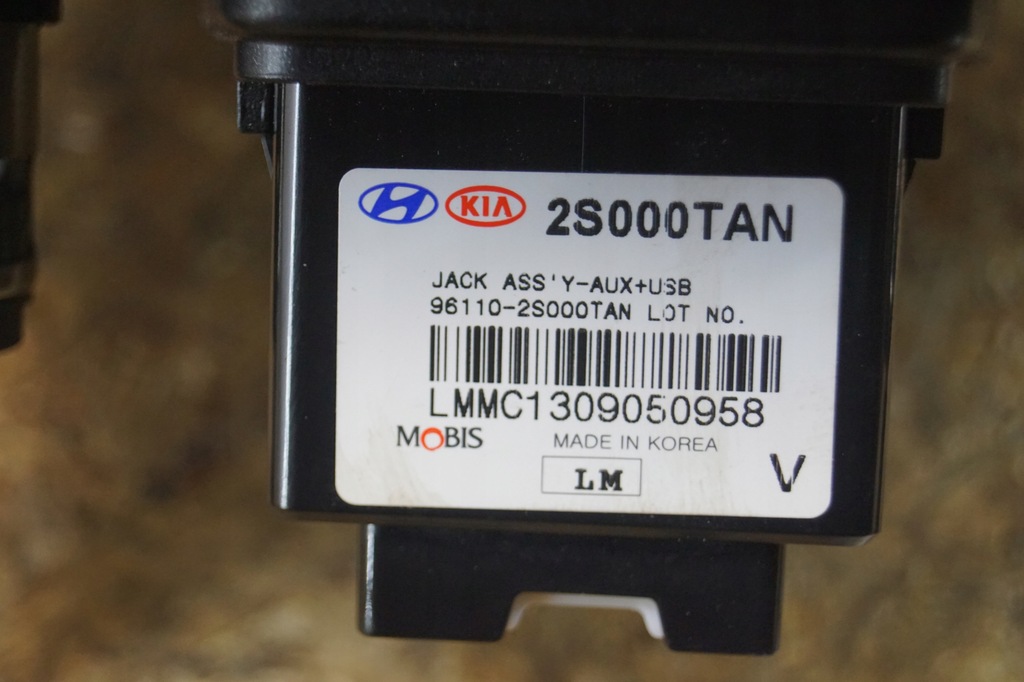 KIA 2S000TAN
JACK ASS'Y-AUX+USB
96110-2S000TAN LOT NO.
LMMC1309050958
MOBIS MADE IN KOREA
LM V